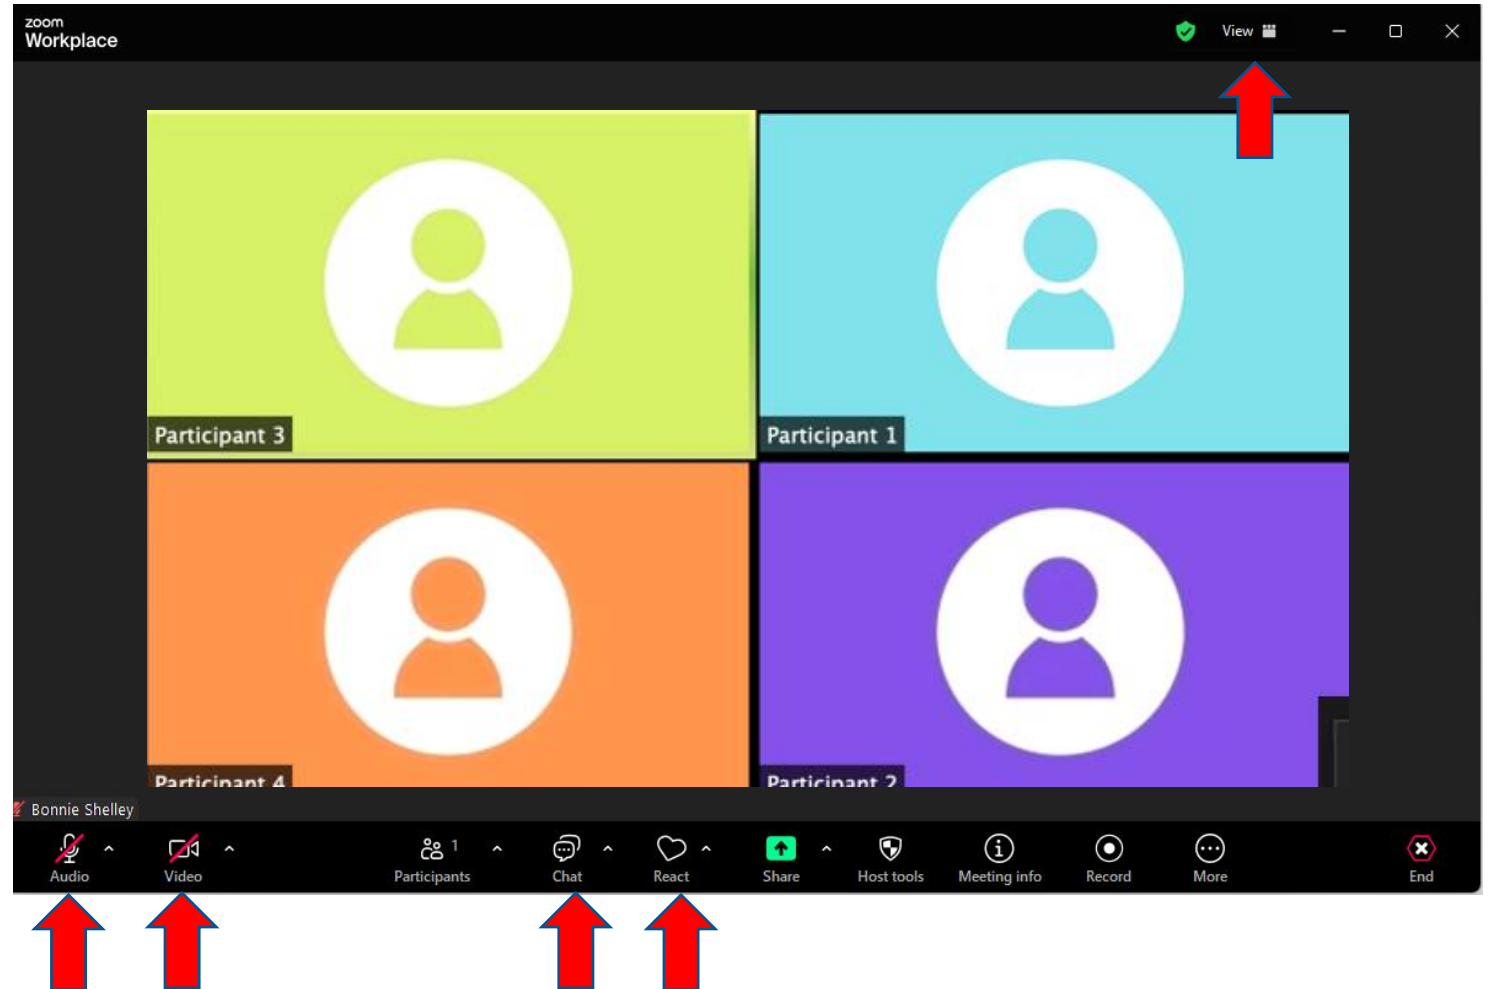 zoom
Workplace
View
Participant 3
Participant 1
Participant 4
Participant 2
Bonnie Shelley
1
Audio
Video
Participants
Chat
React
Share
Host tools
Meeting info
Record
More
End